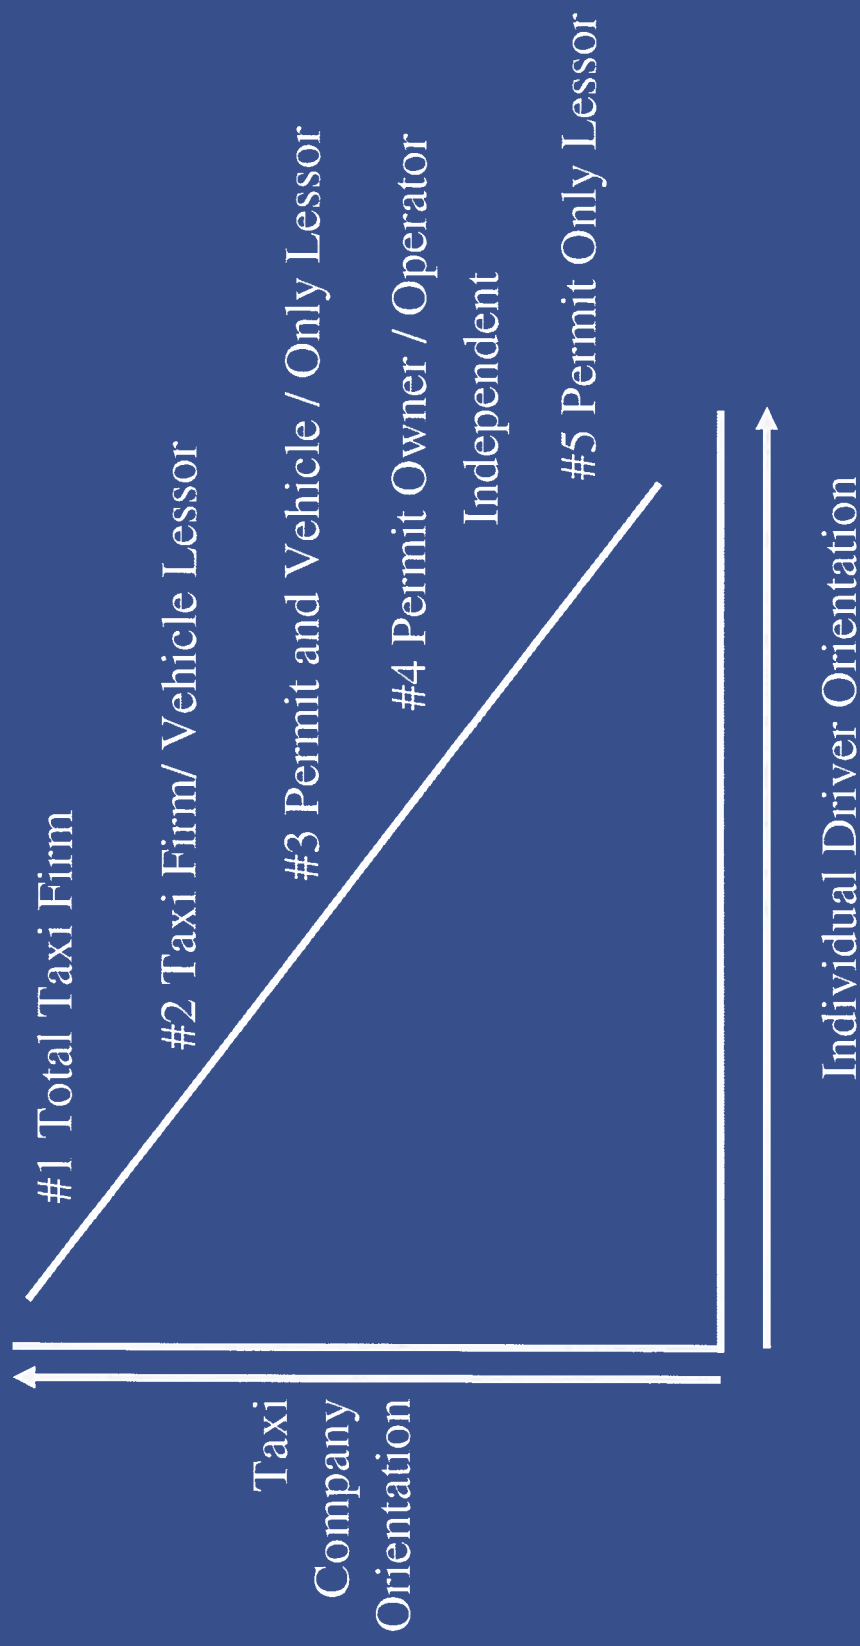 #1 Total Taxi Firm
#2 Taxi Firm/ Vehicle Lessor
#3 Permit and Vehicle / Only Lessor
#4 Permit Owner / Operator
Independent
#5 Permit Only Lessor
Taxi
Company
Orientation
Individual Driver Orientation